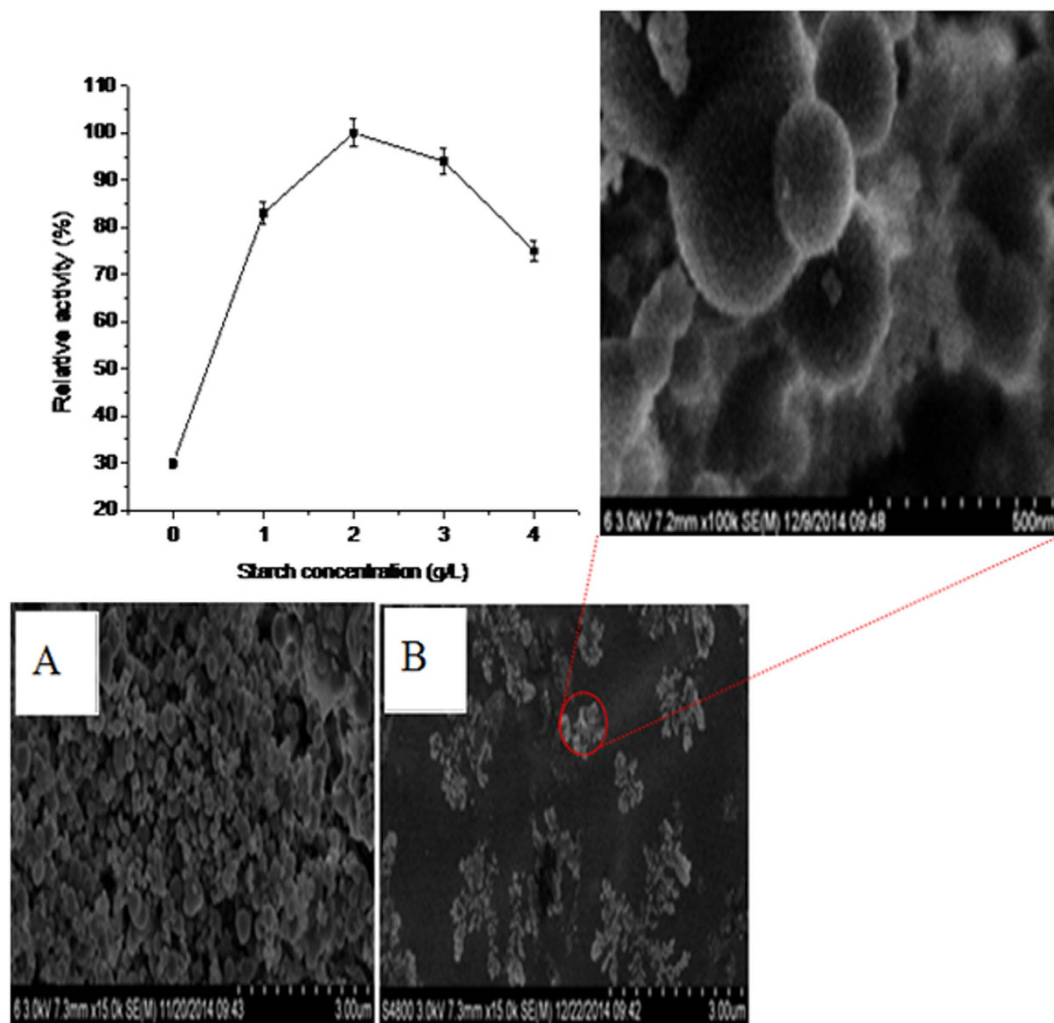 110
100
90
80
70
60
50
40
30
20
Relative activity (%)
0 1 2 3 4
Starch concentration (g/L)
6 3.0kV 7.2mm x100k SE(M) 12/9/2014 09:48 500nm
A
B
6 3.0kV 7.3mm x15.0k SE(M) 11/20/2014 09:43 3.00um
S4800 3.0kV 7.3mm x15.0k SE(M) 12/22/2014 09:42 3.00um